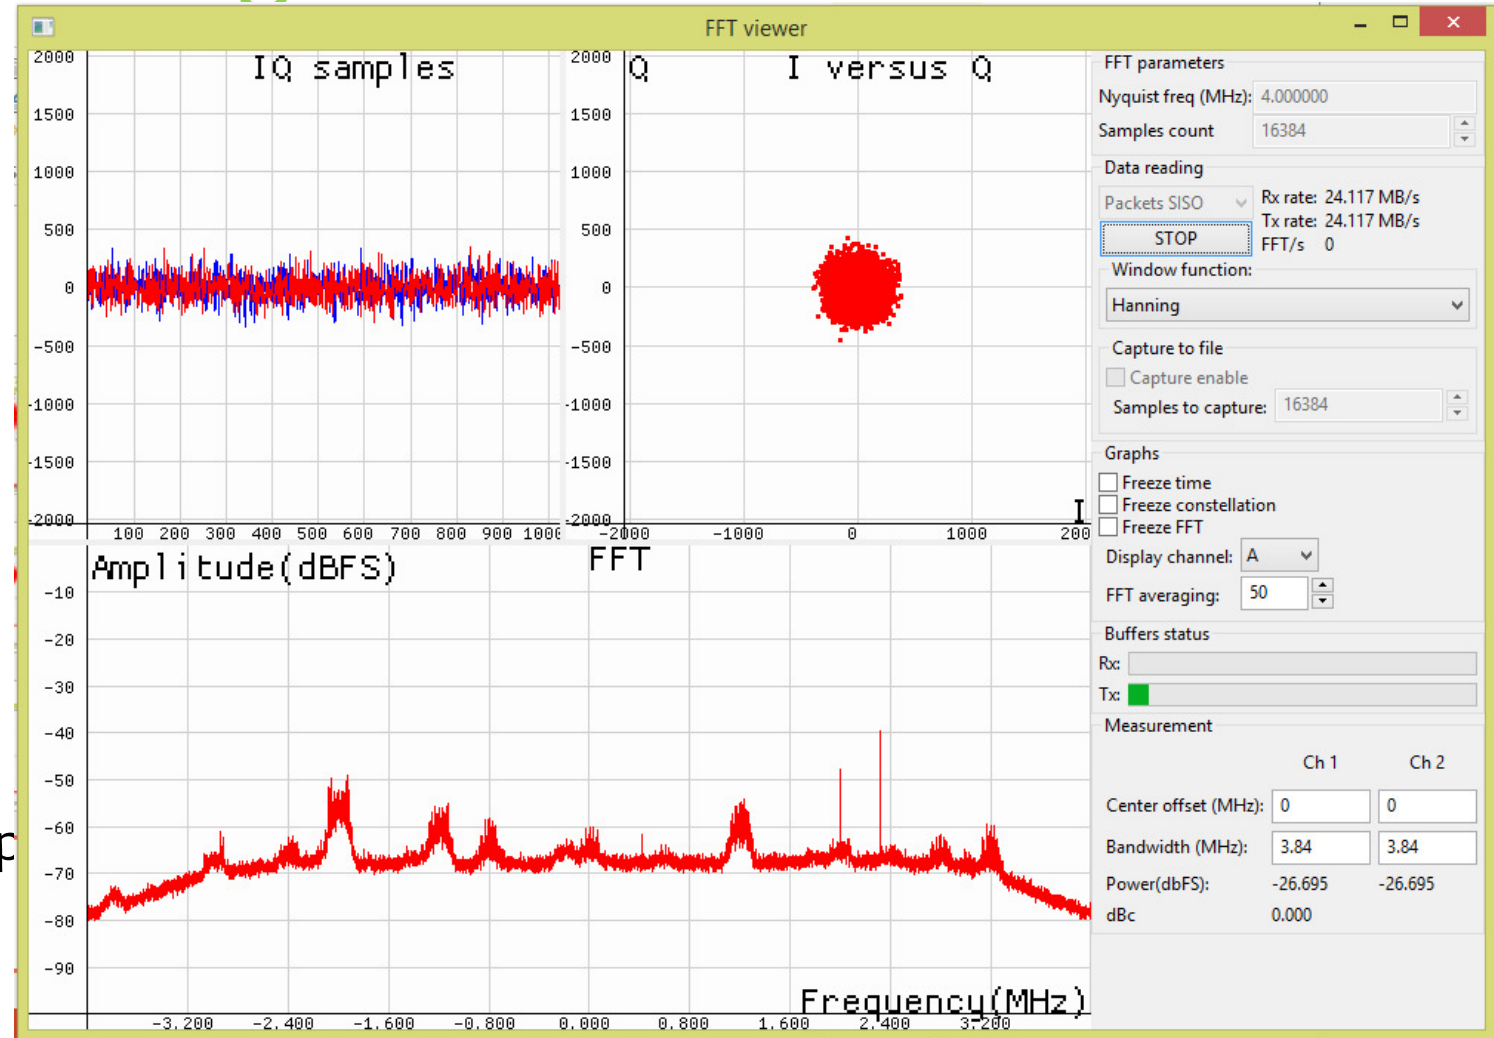 FFT viewer
IQ samples
2000
1500
1000
500
0
-500
-1000
-1500
-2000
100 200 300 400 500 600 700 800 900 1000
Q I versus Q
2000
1500
1000
500
0
-500
-1000
-1500
-2000
I
-2000 -1000 0 1000 200
Amplitude(dBFS) FFT
-10
-20
-30
-40
-50
-60
-70
-80
-90
Frequency(MHz)
-3.200 -2.400 -1.600 -0.800 0.000 0.800 1.600 2.400 3.200
FFT parameters
Nyquist freq (MHz): 4.000000
Samples count 16384
Data reading
Packets SISO
Rx rate: 24.117 MB/s
Tx rate: 24.117 MB/s
STOP
FFT/s 0
Window function:
Hanning
Capture to file
Capture enable
Samples to capture: 16384
Graphs
Freeze time
Freeze constellation
Freeze FFT
Display channel: A
FFT averaging: 50
Buffers status
Rx:
Tx:
Measurement
Ch 1 Ch 2
Center offset (MHz): 0 0
Bandwidth (MHz): 3.84 3.84
Power(dbFS): -26.695 -26.695
dBc 0.000